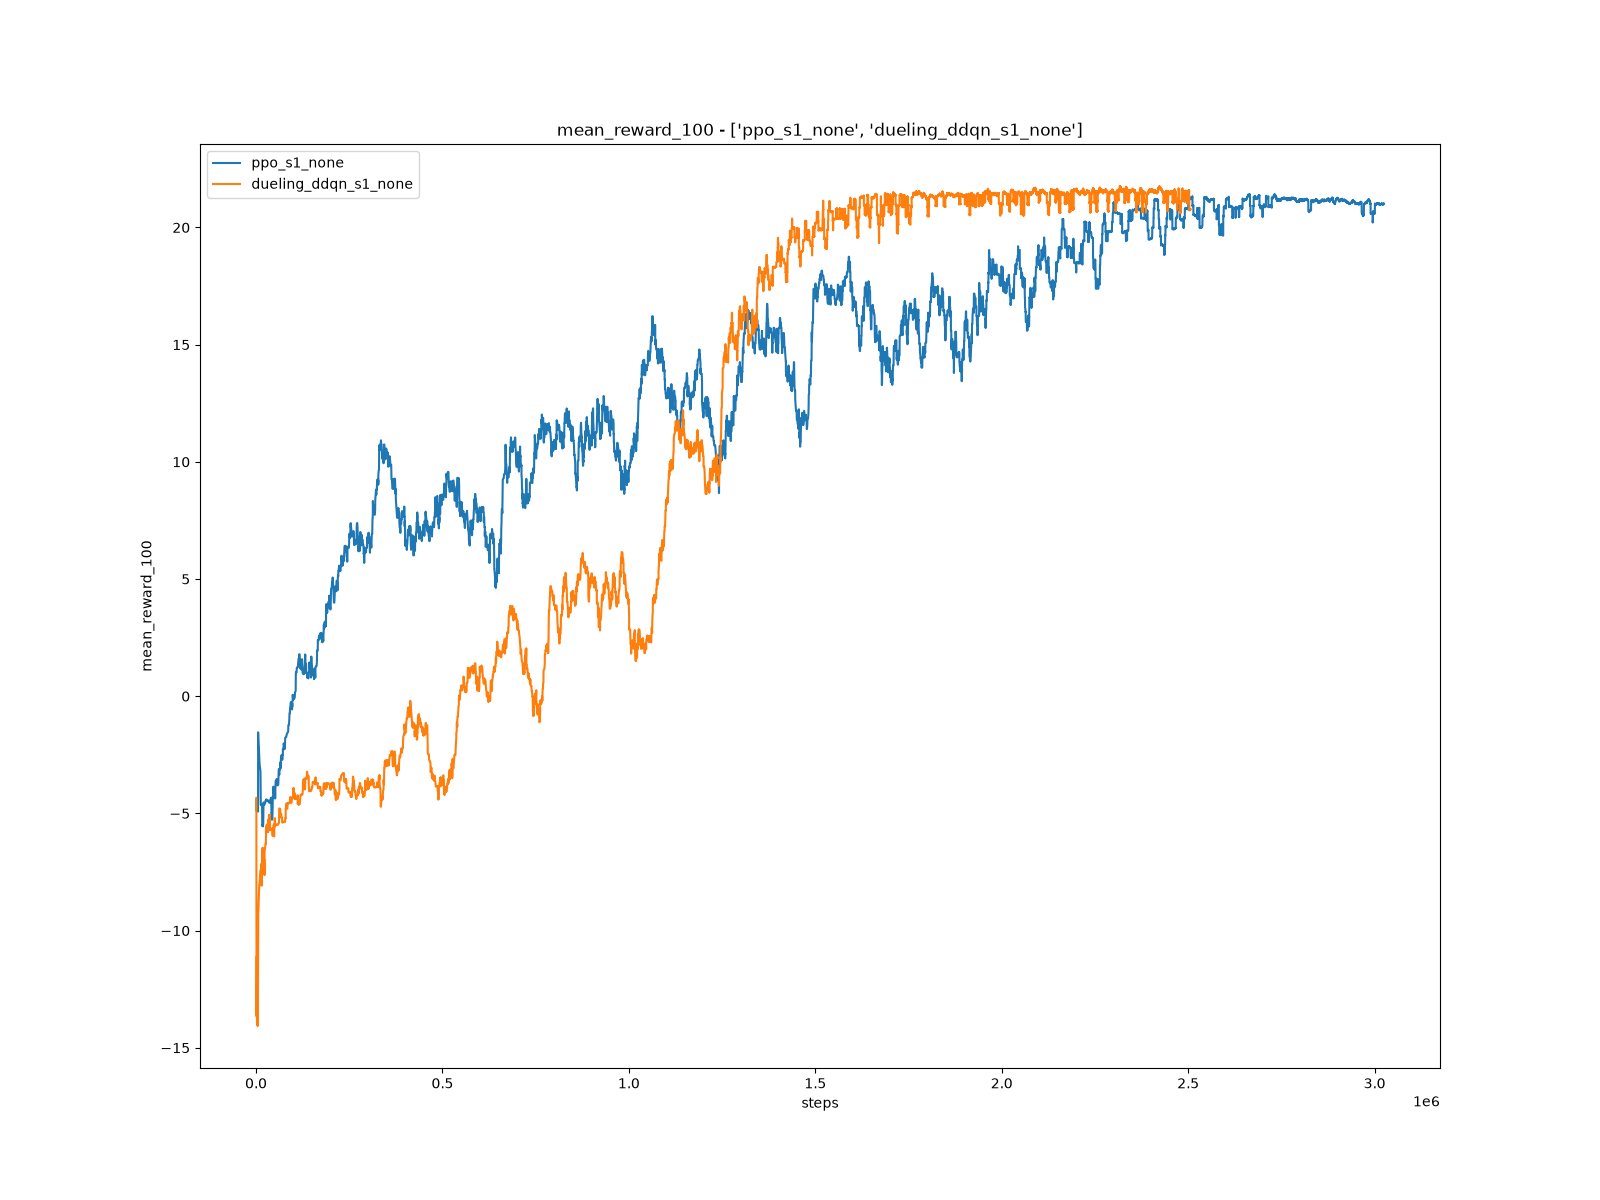 mean_reward_100 - ['ppo_s1_none', 'dueling_ddqn_s1_none']
ppo_s1_none
dueling_ddqn_s1_none
20
15
10
5
0
−5
−10
−15
mean_reward_100
0.0 0.5 1.0 1.5 2.0 2.5 3.0
steps
1e6